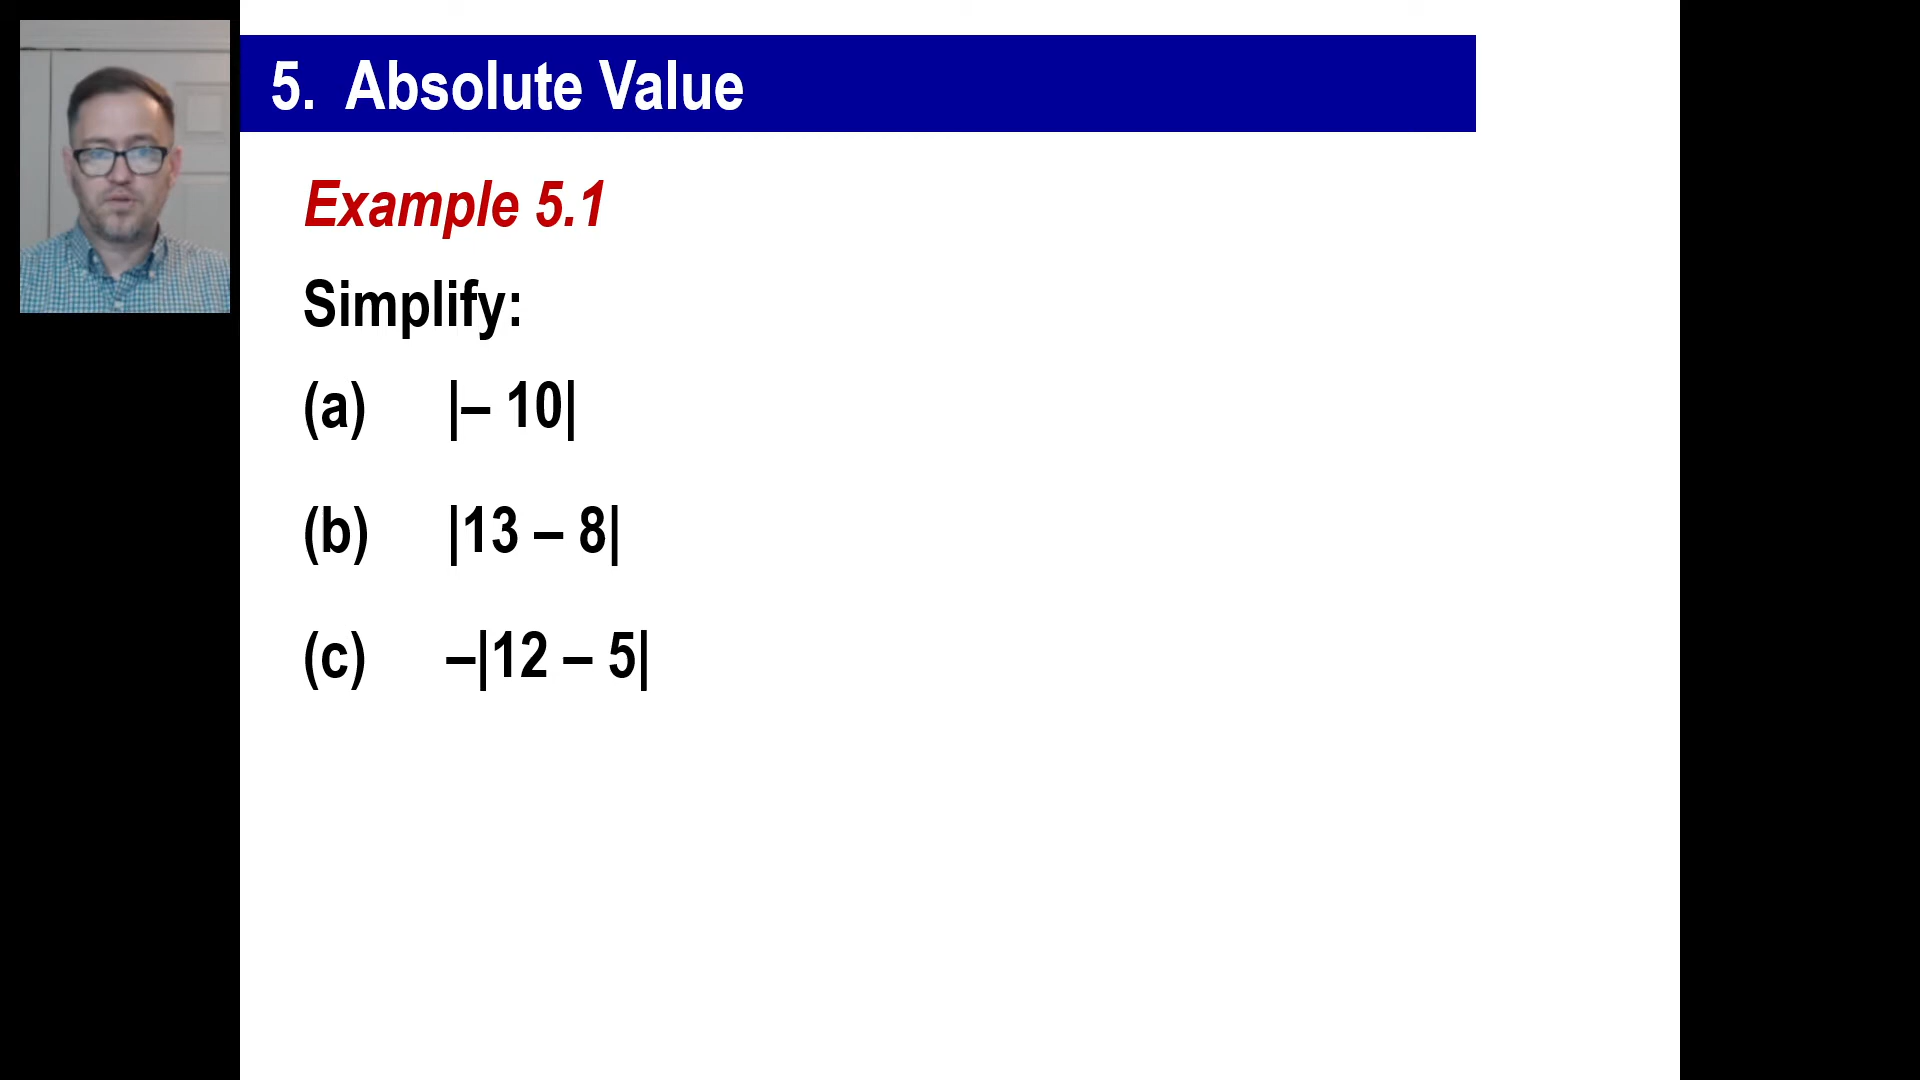 5. Absolute Value
Example 5.1
Simplify:
(a) |– 10|
(b) |13 – 8|
(c) –|12 – 5|